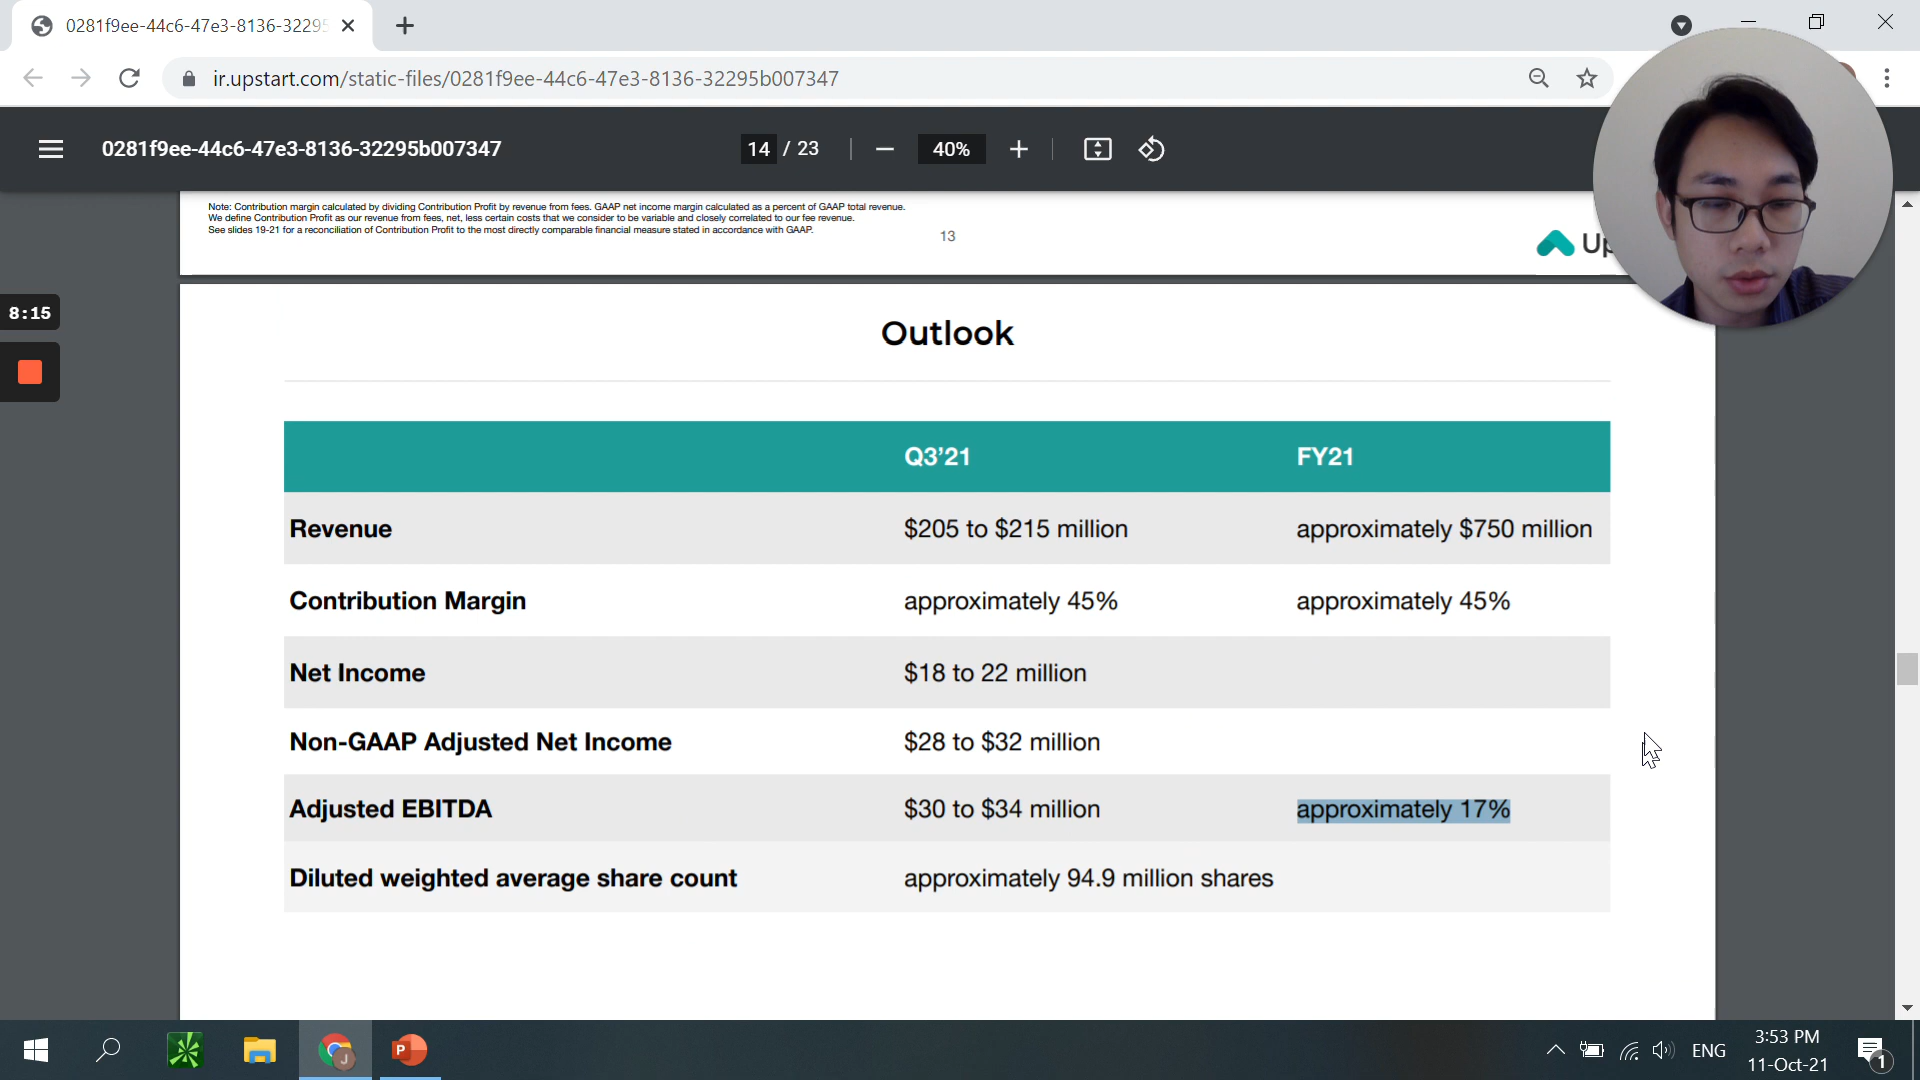 0281f9ee-44c6-47e3-8136-3229
ir.upstart.com/static-files/0281f9ee-44c6-47e3-8136-32295b007347
0281f9ee-44c6-47e3-8136-32295b007347
14 / 23
40%
Note: Contribution margin calculated by dividing Contribution Profit by revenue from fees. GAAP net income margin calculated as a percent of GAAP total revenue.
We define Contribution Profit as our revenue from fees, net, less certain costs that we consider to be variable and closely correlated to our fee revenue.
See slides 19-21 for a reconciliation of Contribution Profit to the most directly comparable financial measure stated in accordance with GAAP.
13
Up
8:15
Outlook
Q3'21 FY21
Revenue $205 to $215 million approximately $750 million
Contribution Margin approximately 45% approximately 45%
Net Income $18 to 22 million
Non-GAAP Adjusted Net Income $28 to $32 million
Adjusted EBITDA $30 to $34 million approximately 17%
Diluted weighted average share count approximately 94.9 million shares
J
P
ENG
3:53 PM
11-Oct-21
1